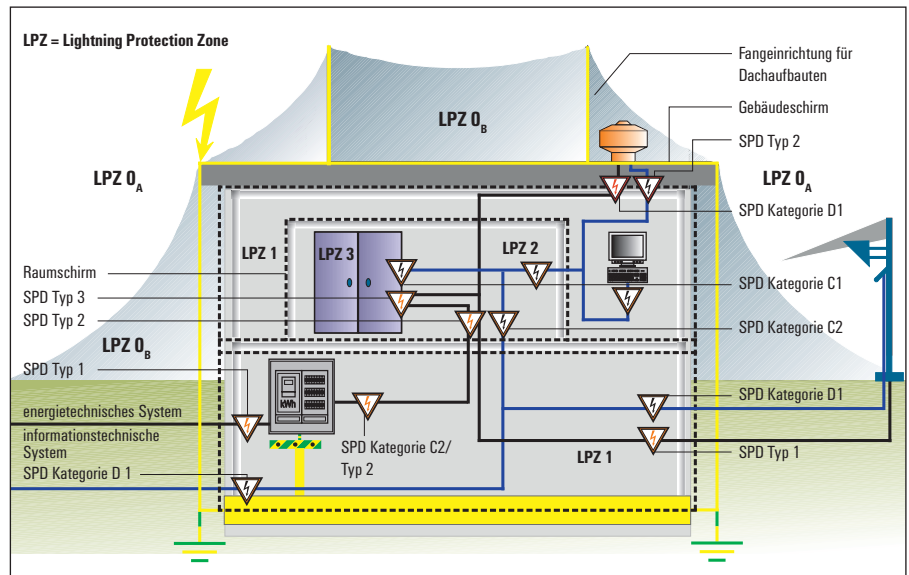 LPZ = Lightning Protection Zone
Fangeinrichtung für
Dachaufbauten
Gebäudeschirm
SPD Typ 2
LPZ 0B
LPZ 0A
LPZ 0A
SPD Kategorie D1
LPZ 1
LPZ 3
LPZ 2
Raumschirm
SPD Typ 3
SPD Typ 2
SPD Kategorie C1
SPD Kategorie C2
LPZ 0B
SPD Typ 1
kWh
energietechnisches System
informationstechnische
System
SPD Kategorie D 1
SPD Kategorie C2/
Typ 2
LPZ 1
SPD Kategorie D1
SPD Typ 1